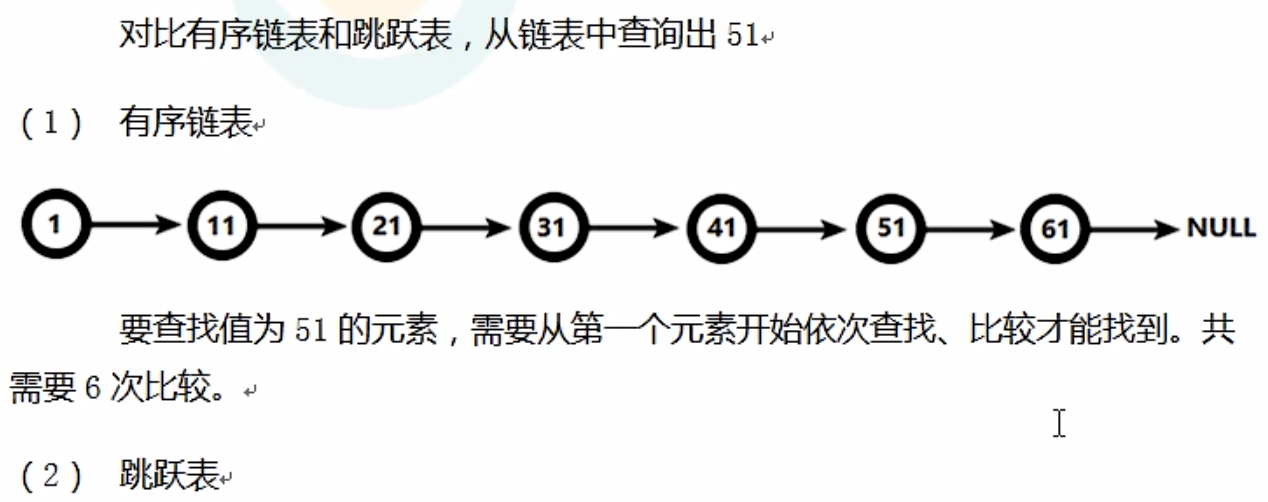 对比有序链表和跳跃表，从链表中查询出 51
（1） 有序链表
1 11 21 31 41 51 61 NULL
要查找值为 51 的元素，需要从第一个元素开始依次查找、比较才能找到。共
需要 6 次比较。
（2） 跳跃表